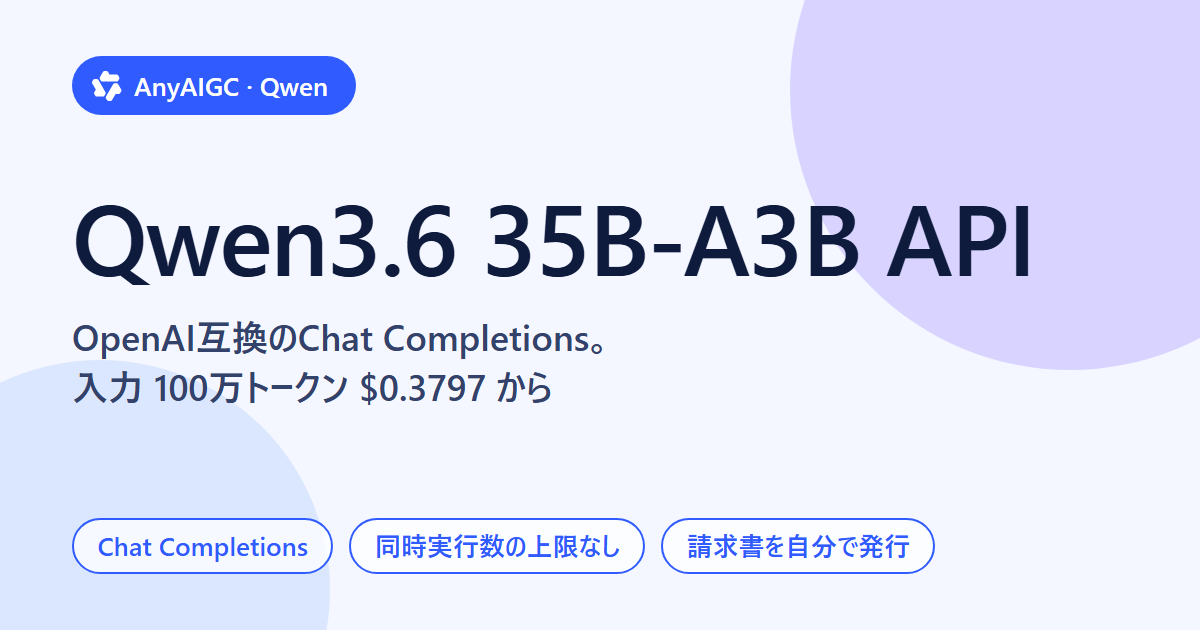 AnyAIGC · Qwen
Qwen3.6 35B-A3B API
OpenAI互換のChat Completions。
入力 100万トークン $0.3797 から
Chat Completions
同時実行数の上限なし
請求書を自分で発行